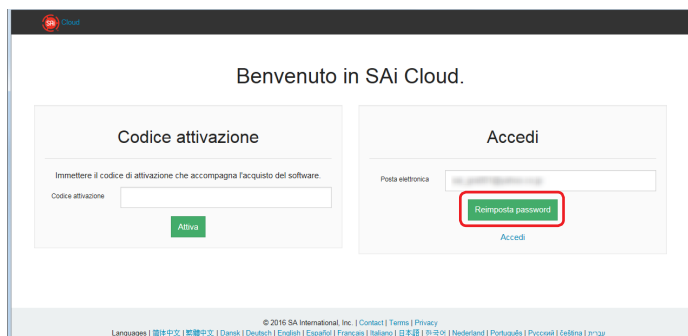 SAi Cloud
Benvenuto in SAi Cloud.
Codice attivazione
Immettere il codice di attivazione che accompagna l'acquisto del software.
Codice attivazione
Attiva
Accedi
Posta elettronica
Reimposta password
Accedi
© 2016 SA International, Inc. | Contact | Terms | Privacy
Languages | 简体中文 | 繁體中文 | Dansk | Deutsch | English | Español | Français | Italiano | 日本語 | 한국어 | Nederland | Português | Русский | čeština | עברית